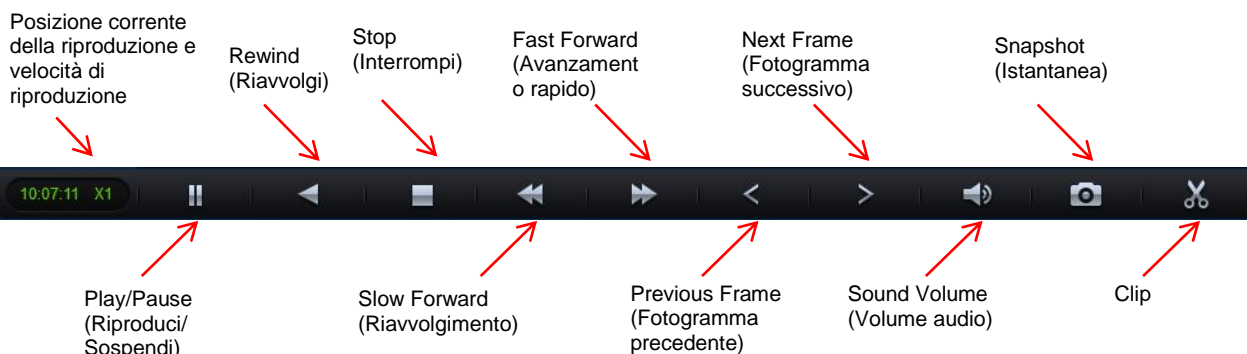 Posizione corrente
della riproduzione e
velocità di
riproduzione
Rewind
(Riavvolgi)
Stop
(Interrompi)
Fast Forward
(Avanzament
o rapido)
Next Frame
(Fotogramma
successivo)
Snapshot
(Istantanea)
10:07:11 X1
Play/Pause
(Riproduci/
Sospendi)
Slow Forward
(Riavvolgimento)
Previous Frame
(Fotogramma
precedente)
Sound Volume
(Volume audio)
Clip